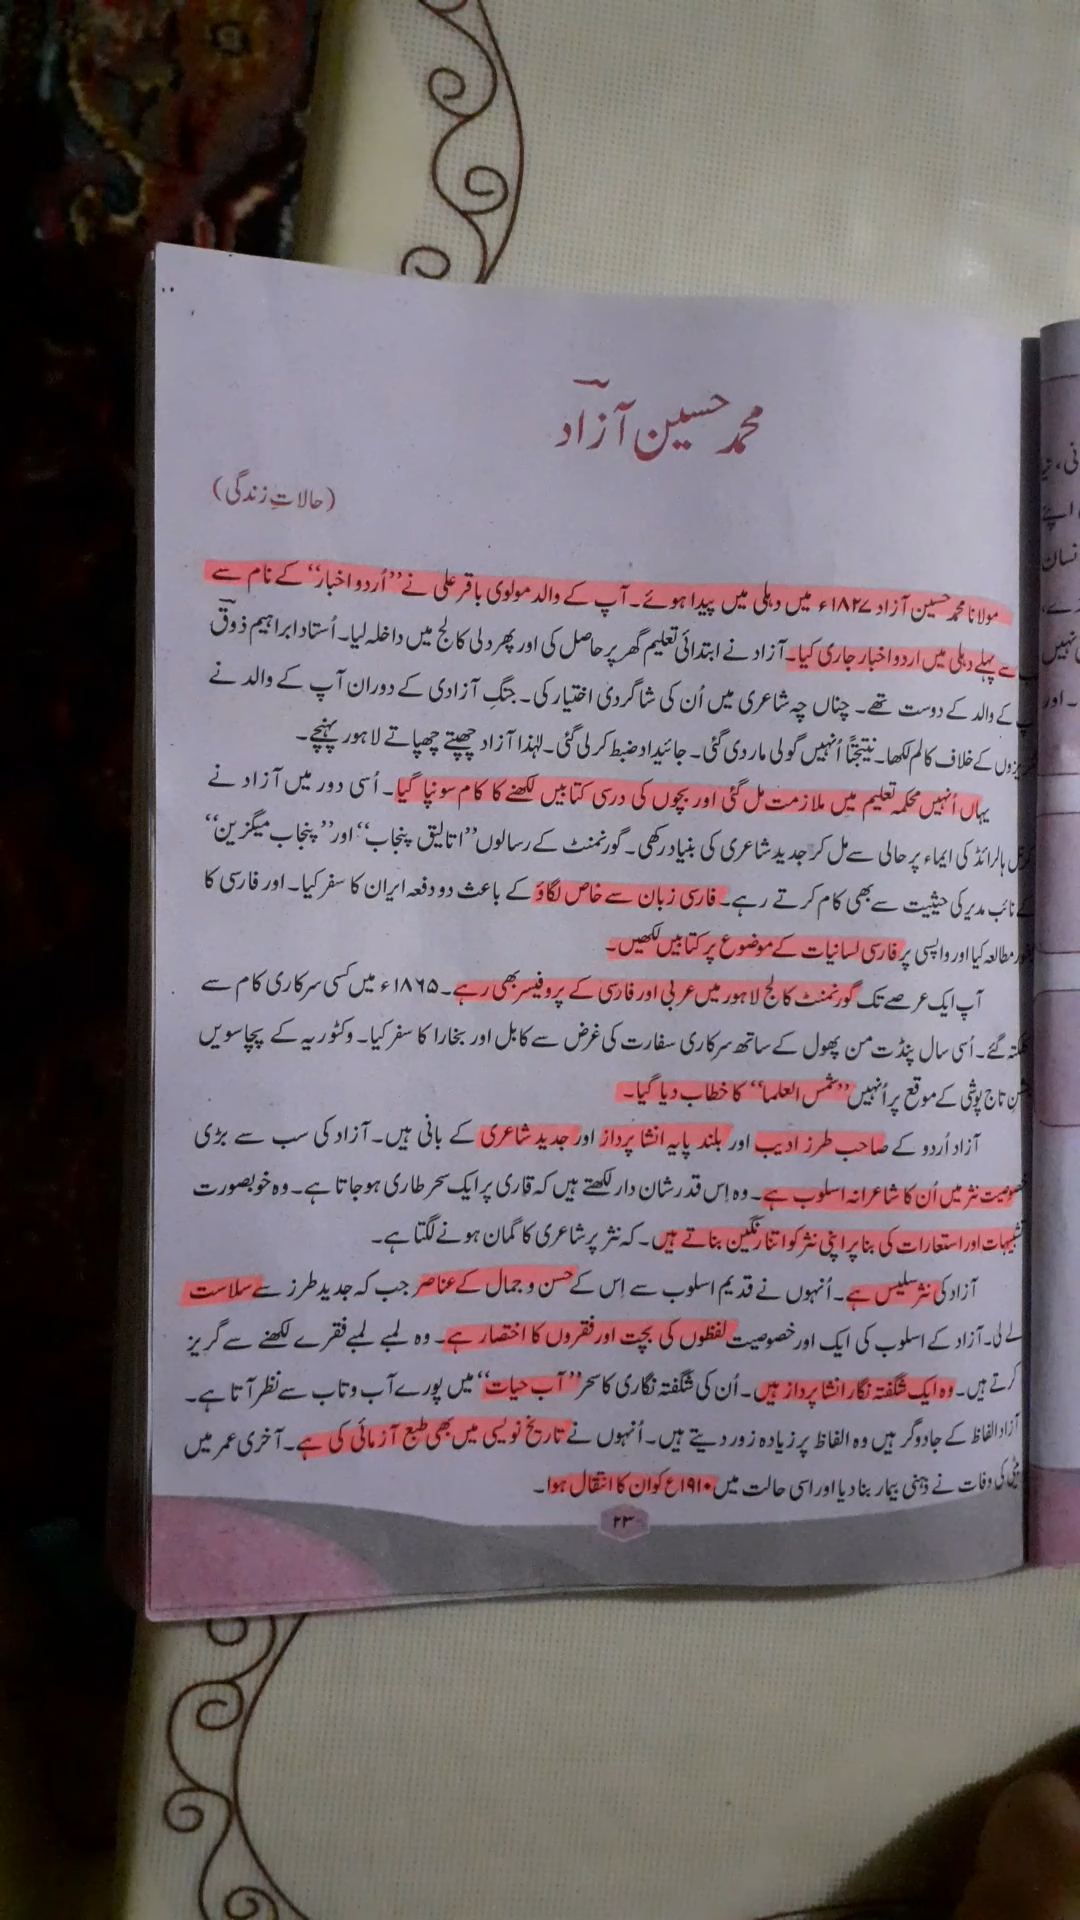 محمد حسین آزاد
(حالاتِ زندگی)
مولانا محمد حسین آزاد ۱۸۲۷ء میں دہلی میں پیدا ہوئے۔ آپ کے والد مولوی باقر علی نے ”اُردو اخبار“ کے نام سے
سے پہلے دہلی میں اردو اخبار جاری کیا۔ آزاد نے ابتدائی تعلیم گھر پر حاصل کی اور پھر دلی کالج میں داخلہ لیا۔ اُستاد ابراہیم ذوقؔ
کے والد کے دوست تھے۔ چناں چہ شاعری میں اُن کی شاگردی اختیار کی۔ جنگِ آزادی کے دوران آپ کے والد نے
کے خلاف کالم لکھا۔ نتیجتاً اُنہیں گولی مار دی گئی۔ جائیداد ضبط کر لی گئی۔ لہٰذا آزاد چھپتے چھپاتے لاہور پہنچے۔
یہاں اُنہیں محکمہ تعلیم میں ملازمت مل گئی اور بچوں کی درسی کتابیں لکھنے کا کام سونپا گیا۔ اُسی دور میں آزاد نے
ہالرائڈ کی ایماء پر حالی سے مل کر جدید شاعری کی بنیاد رکھی۔ گورنمنٹ کے رسالوں ”اتالیق پنجاب“ اور ”پنجاب میگزین“
کے نائب مدیر کی حیثیت سے بھی کام کرتے رہے۔ فارسی زبان سے خاص لگاؤ کے باعث دو دفعہ ایران کا سفر کیا۔ اور فارسی کا
مطالعہ کیا اور واپسی پر فارسی لسانیات کے موضوع پر کتابیں لکھیں۔
آپ ایک عرصے تک گورنمنٹ کالج لاہور میں عربی اور فارسی کے پروفیسر بھی رہے۔ ۱۸۶۵ء میں کسی سرکاری کام سے
گئے۔ اُسی سال پنڈت من پھول کے ساتھ سرکاری سفارت کی غرض سے کابل اور بخارا کا سفر کیا۔ وکٹوریہ کے پچاسویں
جشنِ تاج پوشی کے موقع پر اُنہیں ”شمس العلما“ کا خطاب دیا گیا۔
آزاد اُردو کے صاحب طرز ادیب اور بلند پایہ انشا پرداز اور جدید شاعری کے بانی ہیں۔ آزاد کی سب سے بڑی
خصوصیت نثر میں اُن کا شاعرانہ اسلوب ہے۔ وہ اِس قدر شان دار لکھتے ہیں کہ قاری پر ایک سحر طاری ہو جاتا ہے۔ وہ خوبصورت
تشبیہات اور استعارات کی بنا پر اپنی نثر کو اتنا رنگین بناتے ہیں۔ کہ نثر پر شاعری کا گمان ہونے لگتا ہے۔
آزاد کی نثر سلیس ہے۔ اُنہوں نے قدیم اسلوب سے اِس کے حسن و جمال کے عناصر جب کہ جدید طرز سے سلاست
لے لی۔ آزاد کے اسلوب کی ایک اور خصوصیت لفظوں کی بچت اور فقروں کا اختصار ہے۔ وہ لمبے لمبے فقرے لکھنے سے گریز
کرتے ہیں۔ وہ ایک شگفتہ نگار انشا پرداز ہیں۔ اُن کی شگفتہ نگاری کا سحر ”آب حیات“ میں پورے آب و تاب سے نظر آتا ہے۔
آزاد الفاظ کے جادوگر ہیں وہ الفاظ پر زیادہ زور دیتے ہیں۔ اُنہوں نے تاریخ نویسی میں بھی طبع آزمائی کی ہے۔ آخری عمر میں
بیٹی کی وفات نے ذہنی بیمار بنا دیا اور اسی حالت میں ۱۹۱۰ء کو ان کا انتقال ہوا۔
۲۳